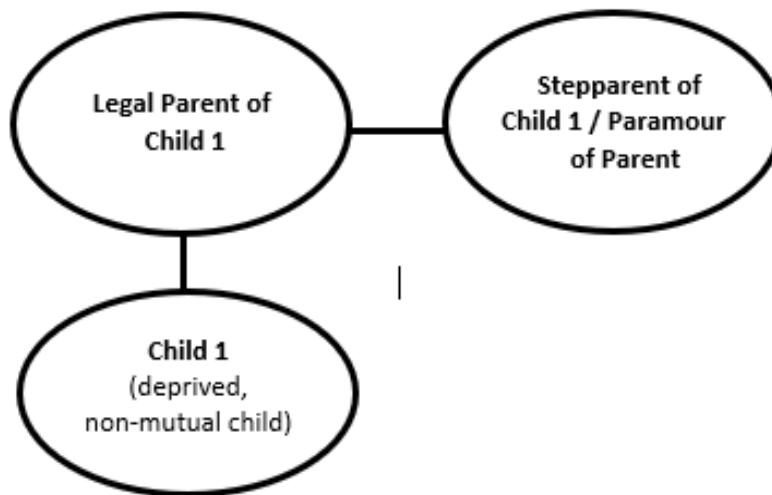 Legal Parent of
Child 1
Stepparent of
Child 1 / Paramour
of Parent
Child 1
(deprived,
non-mutual child)